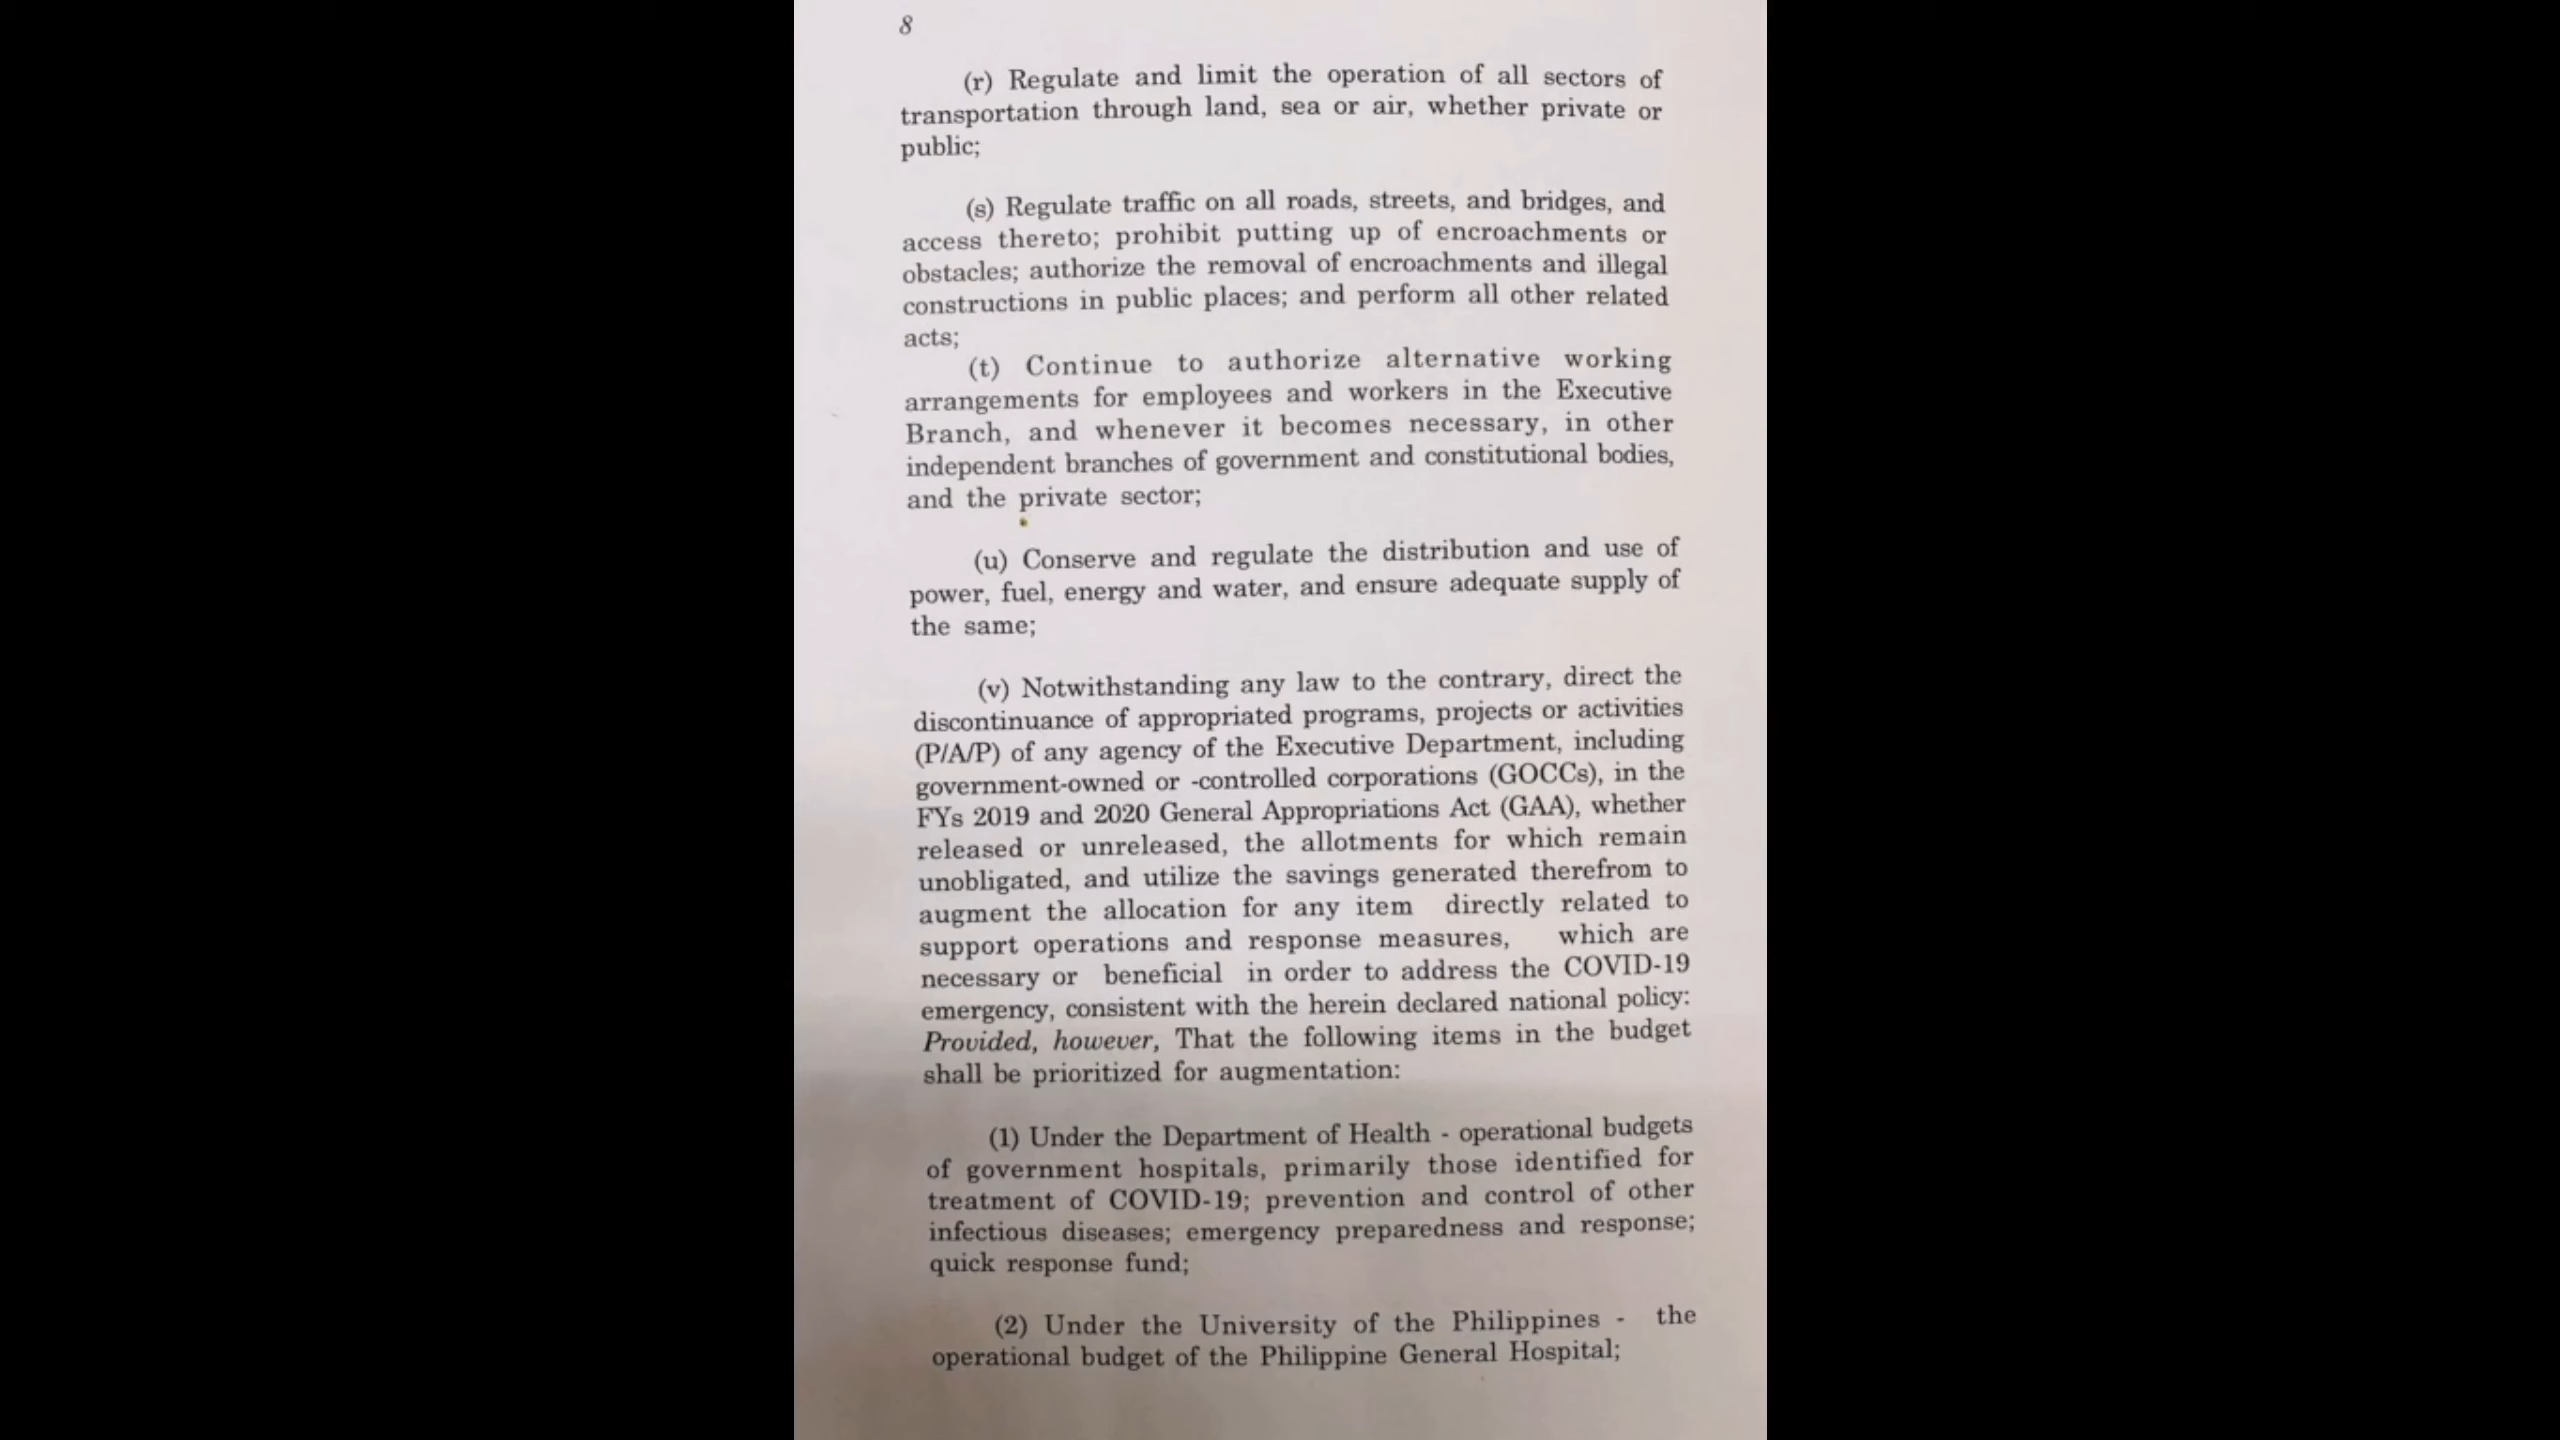 8
(r) Regulate and limit the operation of all sectors of
transportation through land, sea or air, whether private or
public;
(s) Regulate traffic on all roads, streets, and bridges, and
access thereto; prohibit putting up of encroachments or
obstacles; authorize the removal of encroachments and illegal
constructions in public places; and perform all other related
acts;
(t) Continue to authorize alternative working
arrangements for employees and workers in the Executive
Branch, and whenever it becomes necessary, in other
independent branches of government and constitutional bodies,
and the private sector;
(u) Conserve and regulate the distribution and use of
power, fuel, energy and water, and ensure adequate supply of
the same;
(v) Notwithstanding any law to the contrary, direct the
discontinuance of appropriated programs, projects or activities
(P/A/P) of any agency of the Executive Department, including
government-owned or -controlled corporations (GOCCs), in the
FYs 2019 and 2020 General Appropriations Act (GAA), whether
released or unreleased, the allotments for which remain
unobligated, and utilize the savings generated therefrom to
augment the allocation for any item directly related to
support operations and response measures, which are
necessary or beneficial in order to address the COVID-19
emergency, consistent with the herein declared national policy:
Provided, however, That the following items in the budget
shall be prioritized for augmentation:
(1) Under the Department of Health - operational budgets
of government hospitals, primarily those identified for
treatment of COVID-19; prevention and control of other
infectious diseases; emergency preparedness and response;
quick response fund;
(2) Under the University of the Philippines - the
operational budget of the Philippine General Hospital;